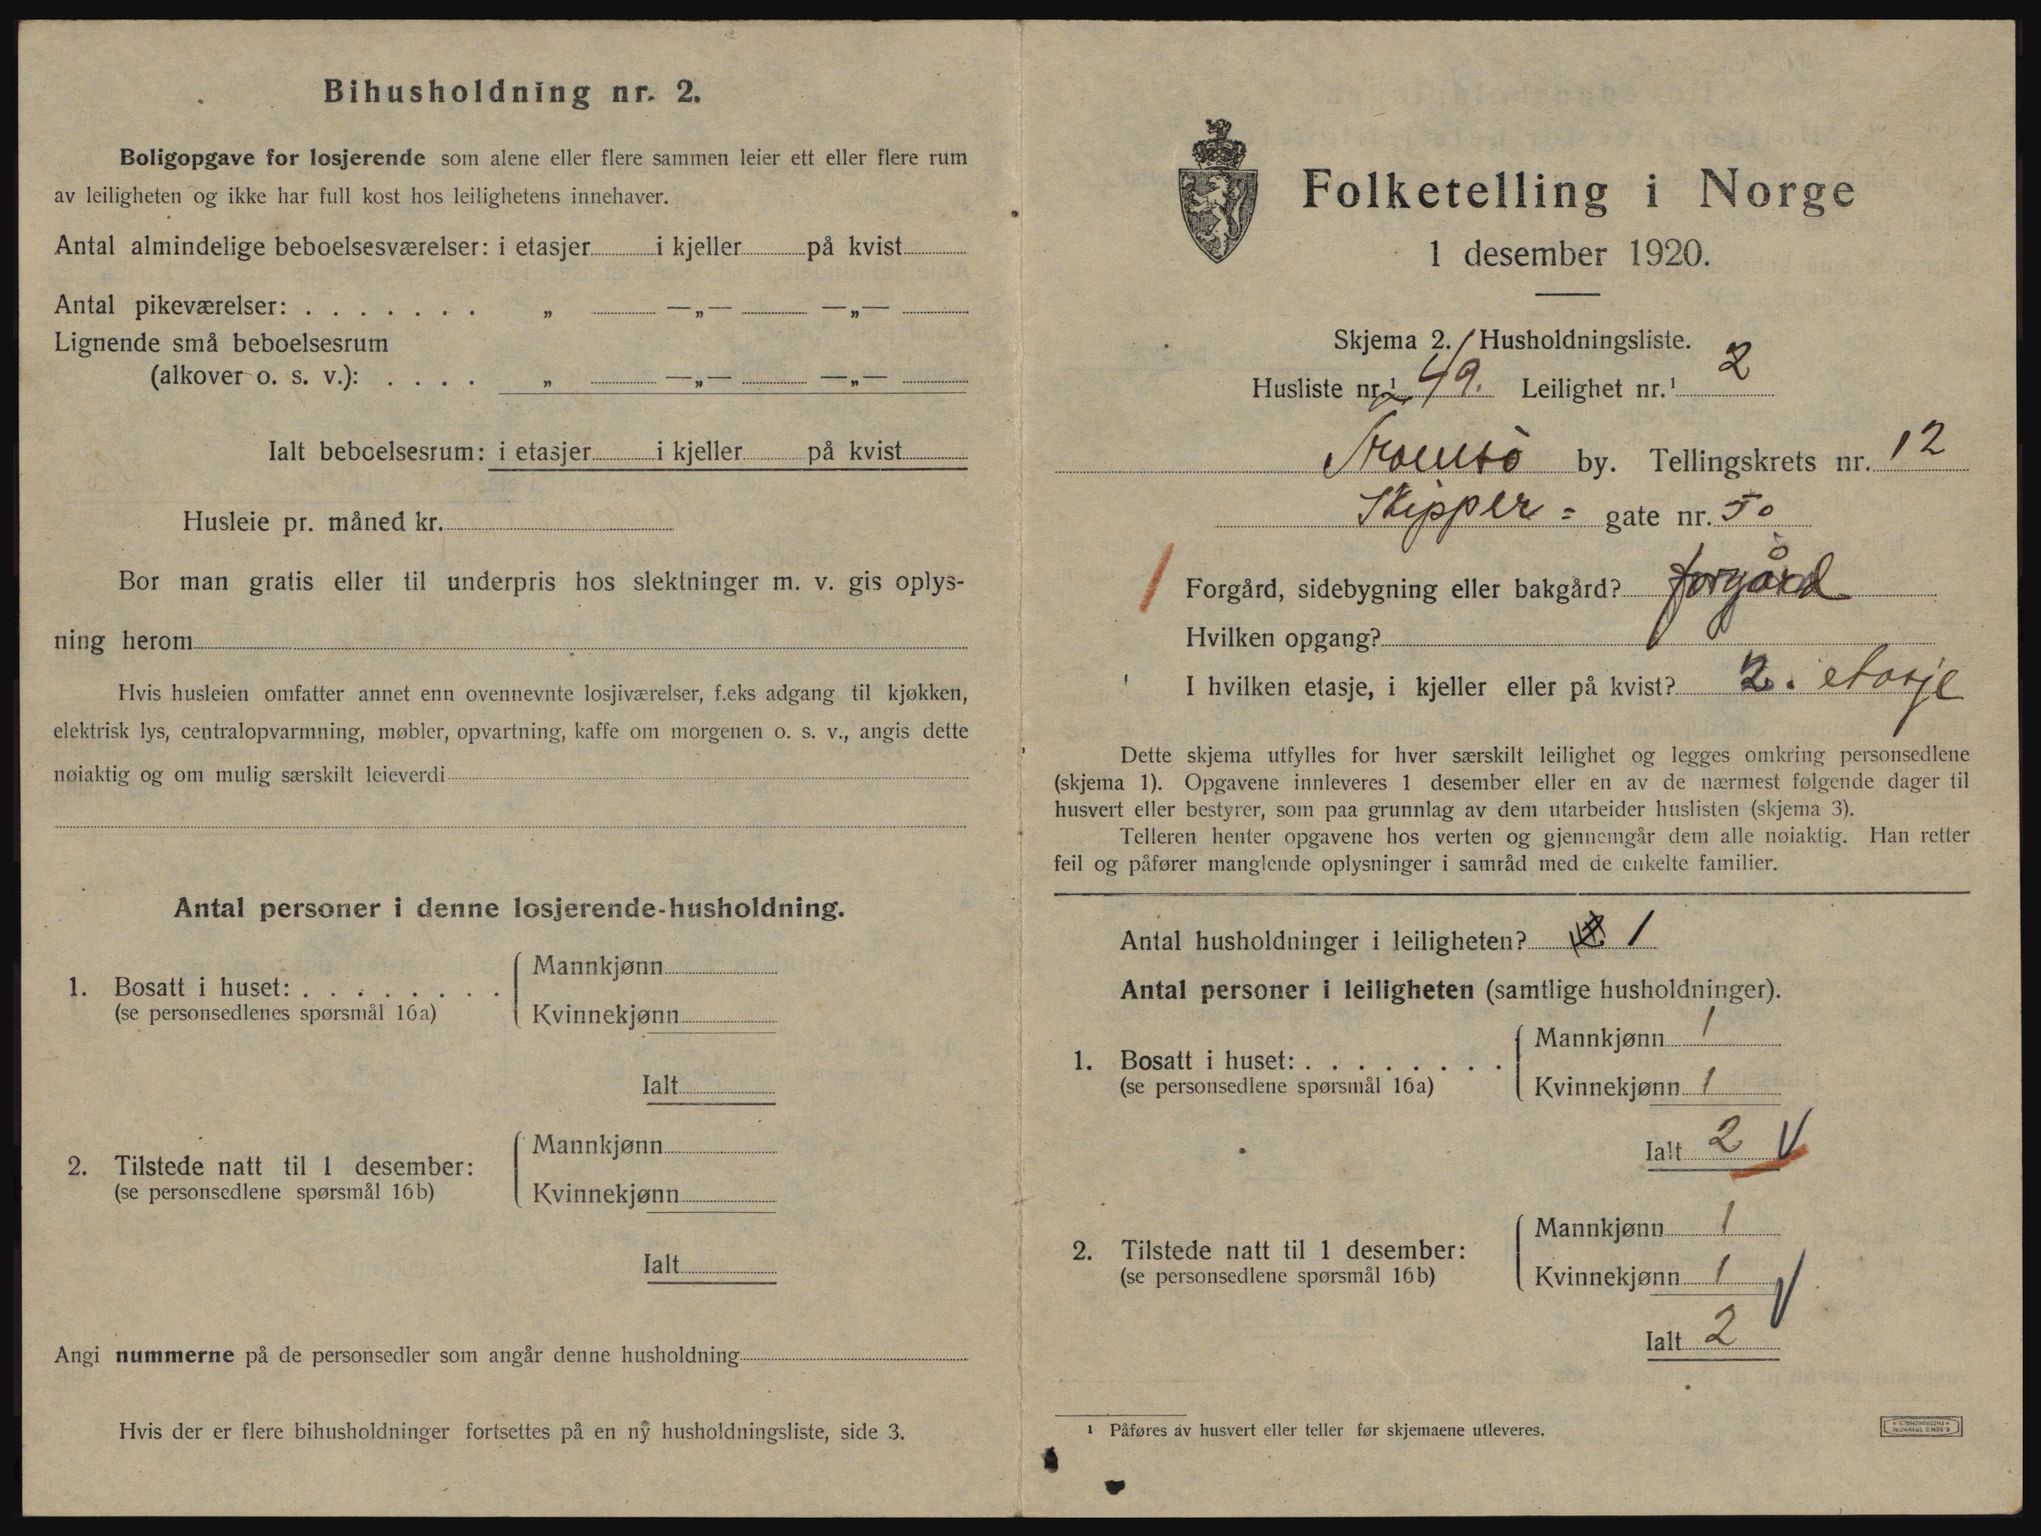 Bihusholdning nr. 2.
Boligopgave for losjerende som alene eller flere sammen leier ett eller flere rum
av leiligheten og ikke har full kost hos leilighetens innehaver.
Antal almindelige beboelsesværelser: i etasjer i kjeller på kvist
Antal pikeværelser: . . . . . . . „ —„— —„—
Lignende små beboelsesrum
(alkover o. s. v.): . . . . „ —„— —„—
Ialt beboelsesrum: i etasjer i kjeller på kvist
Husleie pr. måned kr.
Bor man gratis eller til underpris hos slektninger m. v. gis oplys-
ning herom
Hvis husleien omfatter annet enn ovennevnte losjiværelser, f.eks adgang til kjøkken,
elektrisk lys, centralopvarmning, møbler, opvartning, kaffe om morgenen o. s. v., angis dette
nøiaktig og om mulig særskilt leieverdi
Antal personer i denne losjerende-husholdning.
1. Bosatt i huset: . . . . . . . .
(se personsedlenes spørsmål 16a)
Mannkjønn
Kvinnekjønn
Ialt
2. Tilstede natt til 1 desember:
(se personsedlene spørsmål 16b)
Mannkjønn
Kvinnekjønn
Ialt
Angi nummerne på de personsedler som angår denne husholdning
Hvis der er flere bihusholdninger fortsettes på en ny husholdningsliste, side 3.
Folketelling i Norge
1 desember 1920.
Skjema 2. Husholdningsliste.
Husliste nr.¹ 49. Leilighet nr.¹ 2
Tromsö by. Tellingskrets nr. 12
Skipper = gate nr. 50
Forgård, sidebygning eller bakgård? forgård
Hvilken opgang?
I hvilken etasje, i kjeller eller på kvist? 2. etasje
Dette skjema utfylles for hver særskilt leilighet og legges omkring personsedlene
(skjema 1). Opgavene innleveres 1 desember eller en av de nærmest følgende dager til
husvert eller bestyrer, som paa grunnlag av dem utarbeider huslisten (skjema 3).
Telleren henter opgavene hos verten og gjennemgår dem alle nøiaktig. Han retter
feil og påfører manglende oplysninger i samråd med de enkelte familier.
Antal husholdninger i leiligheten? 1
Antal personer i leiligheten (samtlige husholdninger).
1. Bosatt i huset: . . . . . . . .
(se personsedlene spørsmål 16a)
Mannkjønn 1
Kvinnekjønn 1
Ialt 2
2. Tilstede natt til 1 desember:
(se personsedlene spørsmål 16b)
Mannkjønn 1
Kvinnekjønn 1
Ialt 2
¹ Påføres av husvert eller teller før skjemaene utleveres.